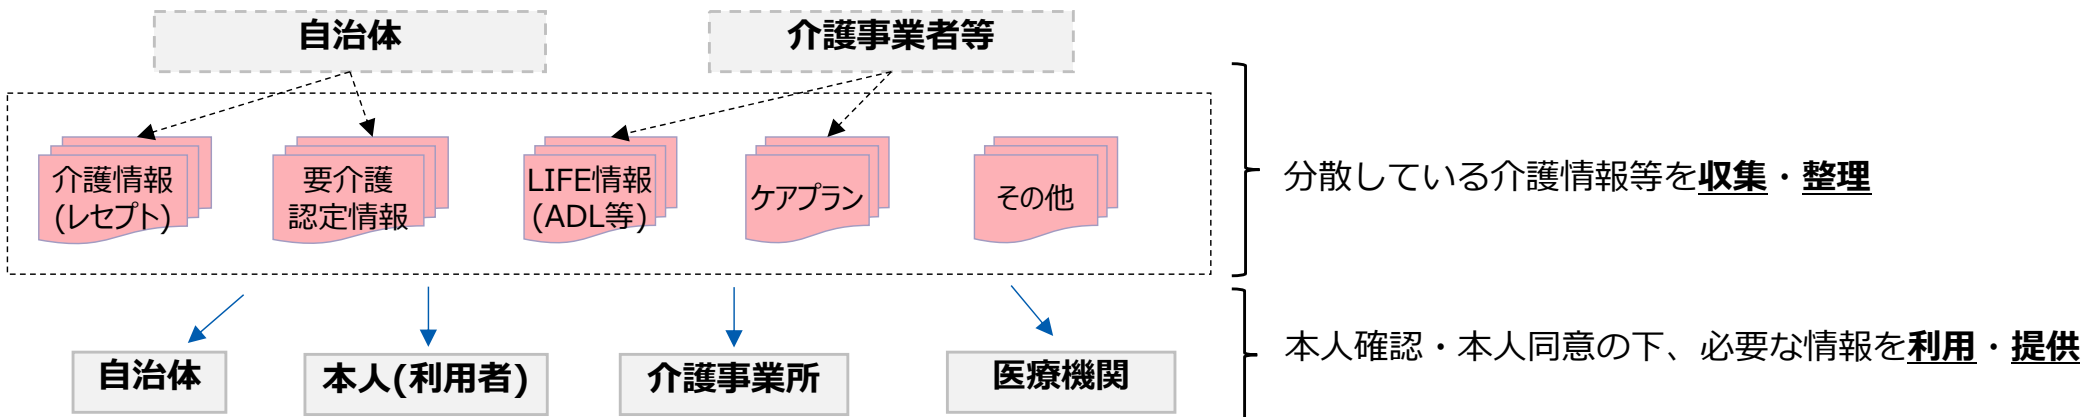 自治体
介護事業者等
介護情報
(レセプト)
要介護
認定情報
LIFE情報
(ADL等)
ケアプラン
その他
分散している介護情報等を収集・整理
自治体
本人(利用者)
介護事業所
医療機関
本人確認・本人同意の下、必要な情報を利用・提供